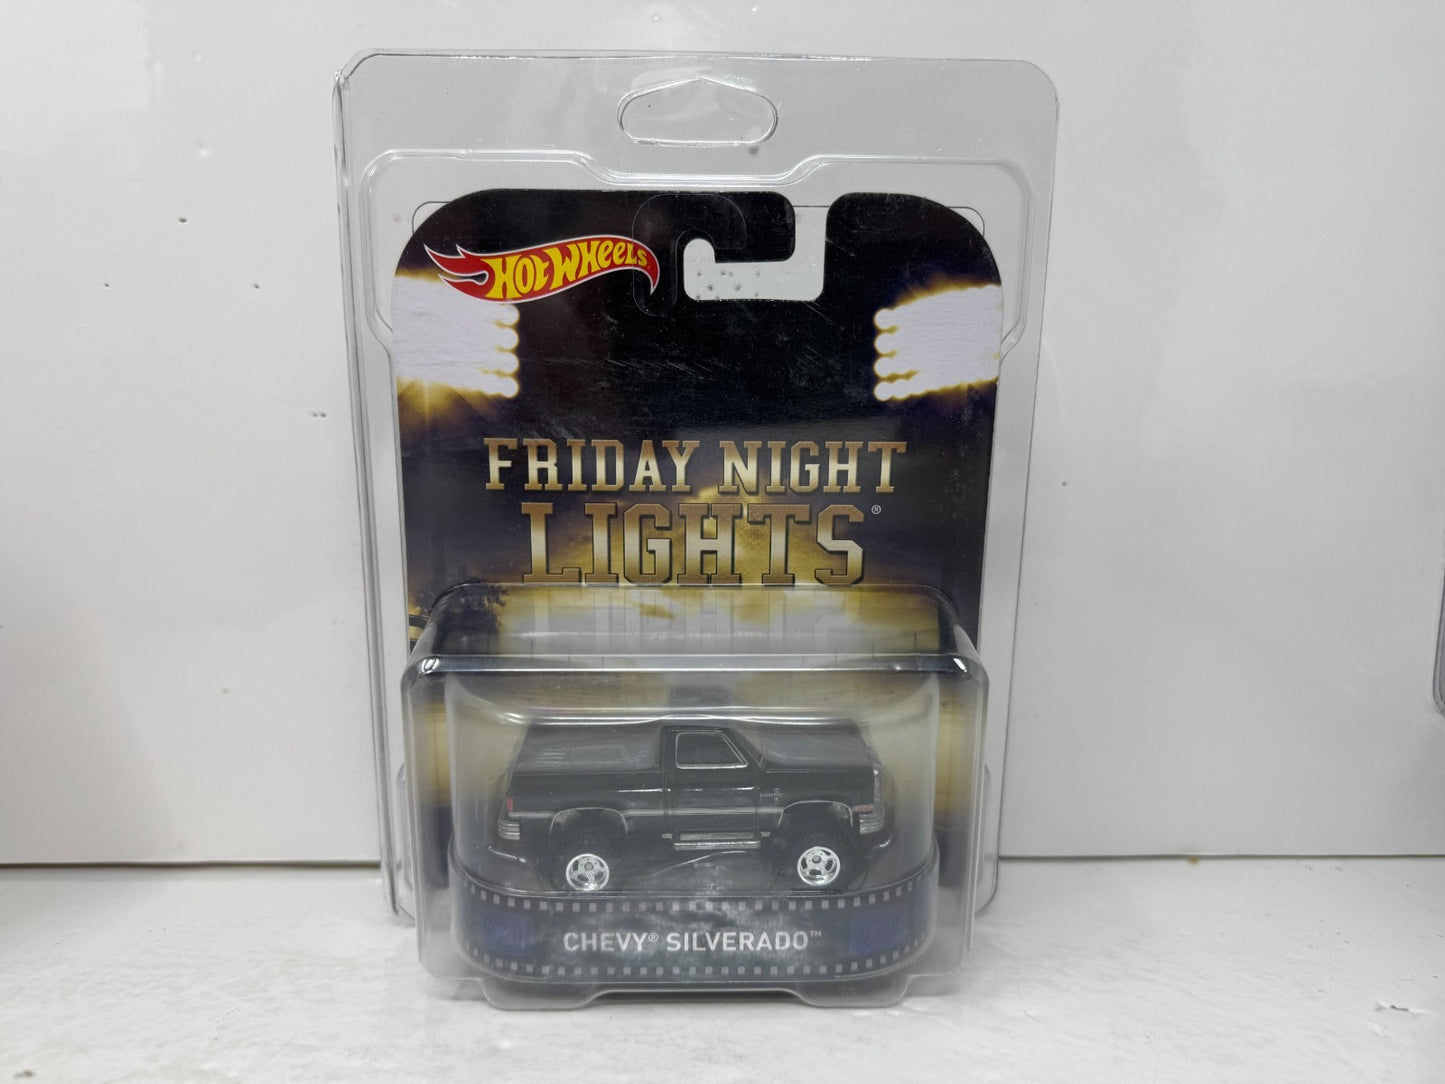 HOT WHEELS
FRIDAY NIGHT
LIGHTS®
CHEVY® SILVERADO™